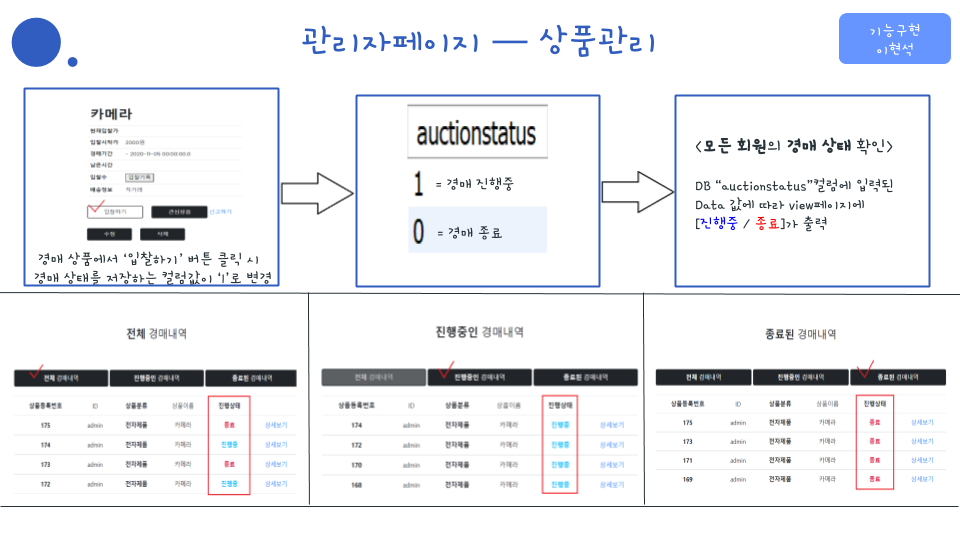 관리자페이지 — 상품관리
기능구현
이현석
카메라
현재입찰가
입찰시작가 2000원
경매기간 ~ 2020-11-05 00:00:00.0
남은시간
입찰수 입찰기록
배송정보 직거래
입찰하기 관심상품 신고하기
수정 삭제
경매 상품에서 ‘입찰하기’ 버튼 클릭 시
경매 상태를 저장하는 컬럼값이 ‘1’로 변경
auctionstatus
1 = 경매 진행중
0 = 경매 종료
<모든 회원의 경매 상태 확인>
DB “auctionstatus”컬럼에 입력된
Data 값에 따라 view페이지에
[진행중 / 종료]가 출력
전체 경매내역
전체 경매내역 진행중인 경매내역 종료된 경매내역
상품등록번호 ID 상품분류 상품이름 진행상태
175 admin 전자제품 카메라 종료 상세보기
174 admin 전자제품 카메라 진행중 상세보기
173 admin 전자제품 카메라 종료 상세보기
172 admin 전자제품 카메라 진행중 상세보기
진행중인 경매내역
전체 경매내역 진행중인 경매내역 종료된 경매내역
상품등록번호 ID 상품분류 상품이름 진행상태
174 admin 전자제품 카메라 진행중 상세보기
172 admin 전자제품 카메라 진행중 상세보기
170 admin 전자제품 카메라 진행중 상세보기
168 admin 전자제품 카메라 진행중 상세보기
종료된 경매내역
전체 경매내역 진행중인 경매내역 종료된 경매내역
상품등록번호 ID 상품분류 상품이름 진행상태
175 admin 전자제품 카메라 종료 상세보기
173 admin 전자제품 카메라 종료 상세보기
171 admin 전자제품 카메라 종료 상세보기
169 admin 전자제품 카메라 종료 상세보기